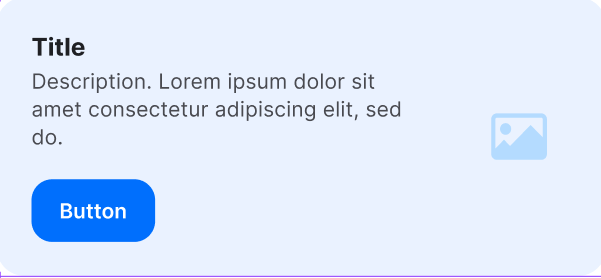 Title
Description. Lorem ipsum dolor sit
amet consectetur adipiscing elit, sed
do.
Button